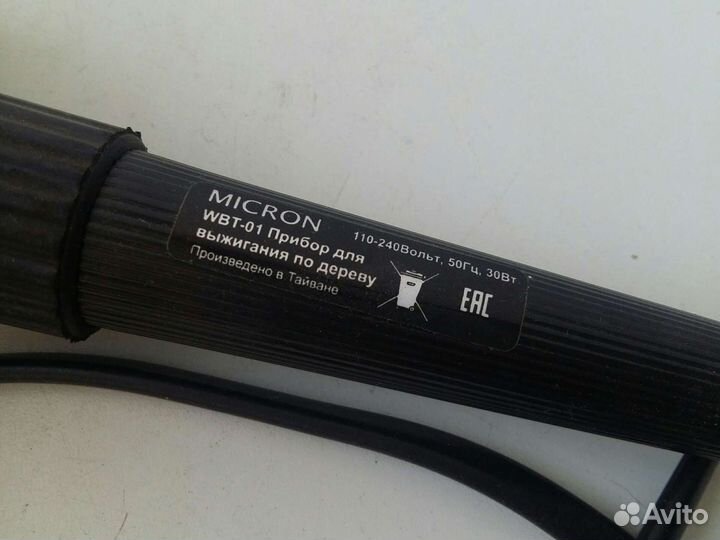 MICRON
WBT-01 Прибор для
выжигания по дереву
Произведено в Тайване
110-240Вольт, 50Гц, 30Вт
EAC
Avito